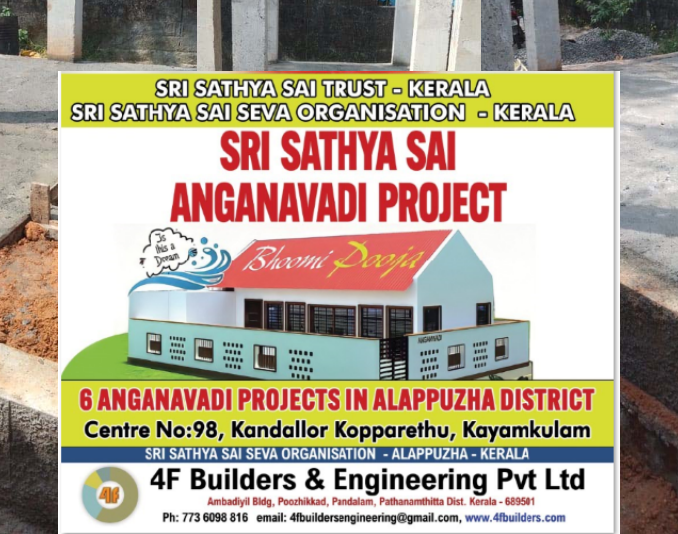 SRI SATHYA SAI TRUST - KERALA
SRI SATHYA SAI SEVA ORGANISATION - KERALA
SRI SATHYA SAI
ANGANAVADI PROJECT
Is
this a
Dream
Bhoomi Pooja
ANGANVADI
6 ANGANAVADI PROJECTS IN ALAPPUZHA DISTRICT
Centre No:98, Kandallor Kopparethu, Kayamkulam
SRI SATHYA SAI SEVA ORGANISATION - ALAPPUZHA - KERALA
4f
4F Builders & Engineering Pvt Ltd
Ambadiyil Bldg, Poozhikkad, Pandalam, Pathanamthitta Dist. Kerala - 689501
Ph: 773 6098 816 email: 4fbuildersengineering@gmail.com, www.4fbuilders.com